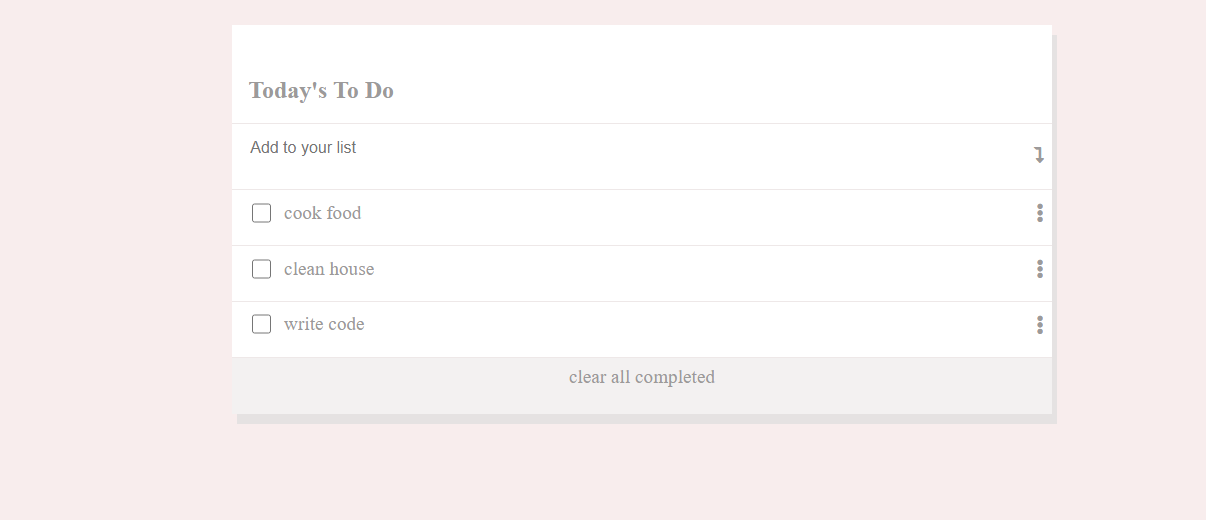 Today's To Do
Add to your list
cook food
clean house
write code
clear all completed